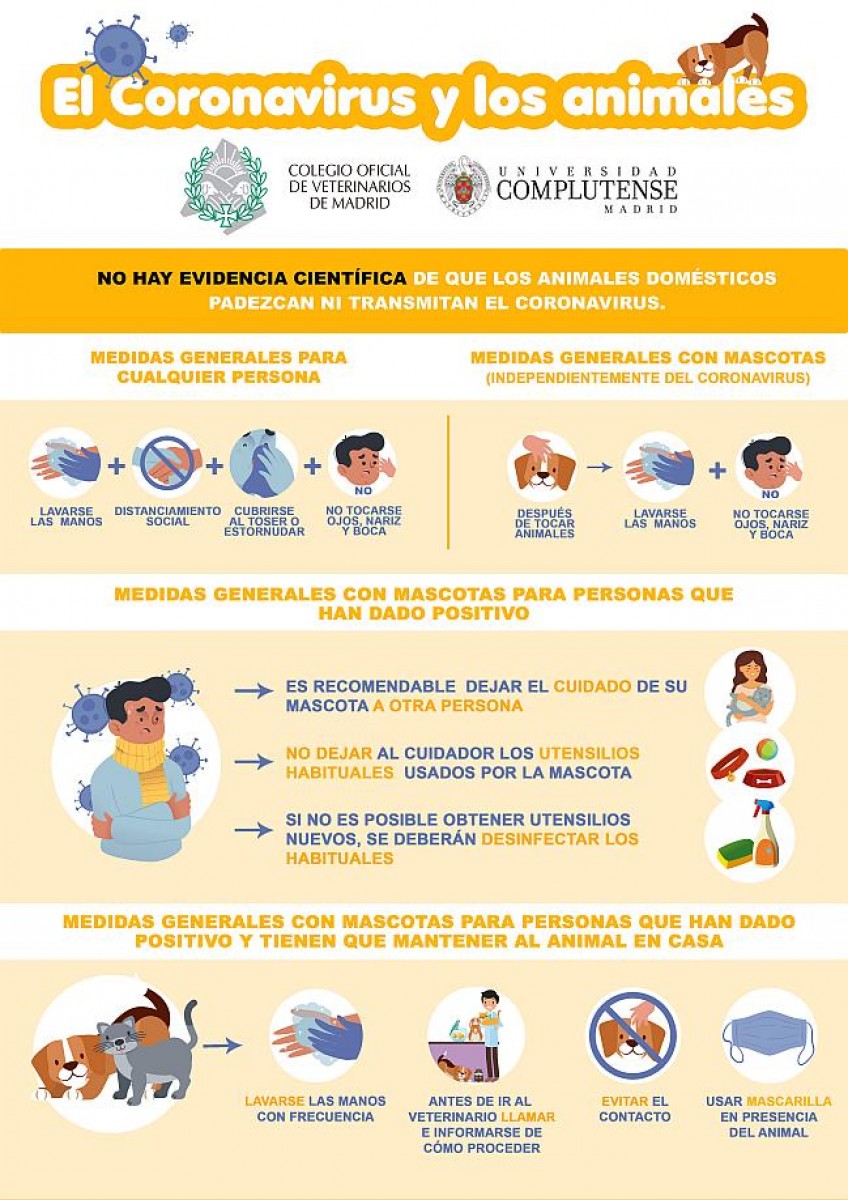 El Coronavirus y los animales
COLEGIO OFICIAL
DE VETERINARIOS
DE MADRID
UNIVERSIDAD
COMPLUTENSE
MADRID
NO HAY EVIDENCIA CIENTÍFICA DE QUE LOS ANIMALES DOMÉSTICOS
PADEZCAN NI TRANSMITAN EL CORONAVIRUS.
MEDIDAS GENERALES PARA
CUALQUIER PERSONA
MEDIDAS GENERALES CON MASCOTAS
(INDEPENDIENTEMENTE DEL CORONAVIRUS)
LAVARSE
LAS MANOS
DISTANCIAMIENTO
SOCIAL
CUBRIRSE
AL TOSER O
ESTORNUDAR
NO
NO TOCARSE
OJOS, NARIZ
Y BOCA
DESPUÉS
DE TOCAR
ANIMALES
LAVARSE
LAS MANOS
NO
NO TOCARSE
OJOS, NARIZ
Y BOCA
MEDIDAS GENERALES CON MASCOTAS PARA PERSONAS QUE
HAN DADO POSITIVO
ES RECOMENDABLE DEJAR EL CUIDADO DE SU
MASCOTA A OTRA PERSONA
NO DEJAR AL CUIDADOR LOS UTENSILIOS
HABITUALES USADOS POR LA MASCOTA
SI NO ES POSIBLE OBTENER UTENSILIOS
NUEVOS, SE DEBERÁN DESINFECTAR LOS
HABITUALES
MEDIDAS GENERALES CON MASCOTAS PARA PERSONAS QUE HAN DADO
POSITIVO Y TIENEN QUE MANTENER AL ANIMAL EN CASA
LAVARSE LAS MANOS
CON FRECUENCIA
ANTES DE IR AL
VETERINARIO LLAMAR
E INFORMARSE DE
CÓMO PROCEDER
EVITAR EL
CONTACTO
USAR MASCARILLA
EN PRESENCIA
DEL ANIMAL